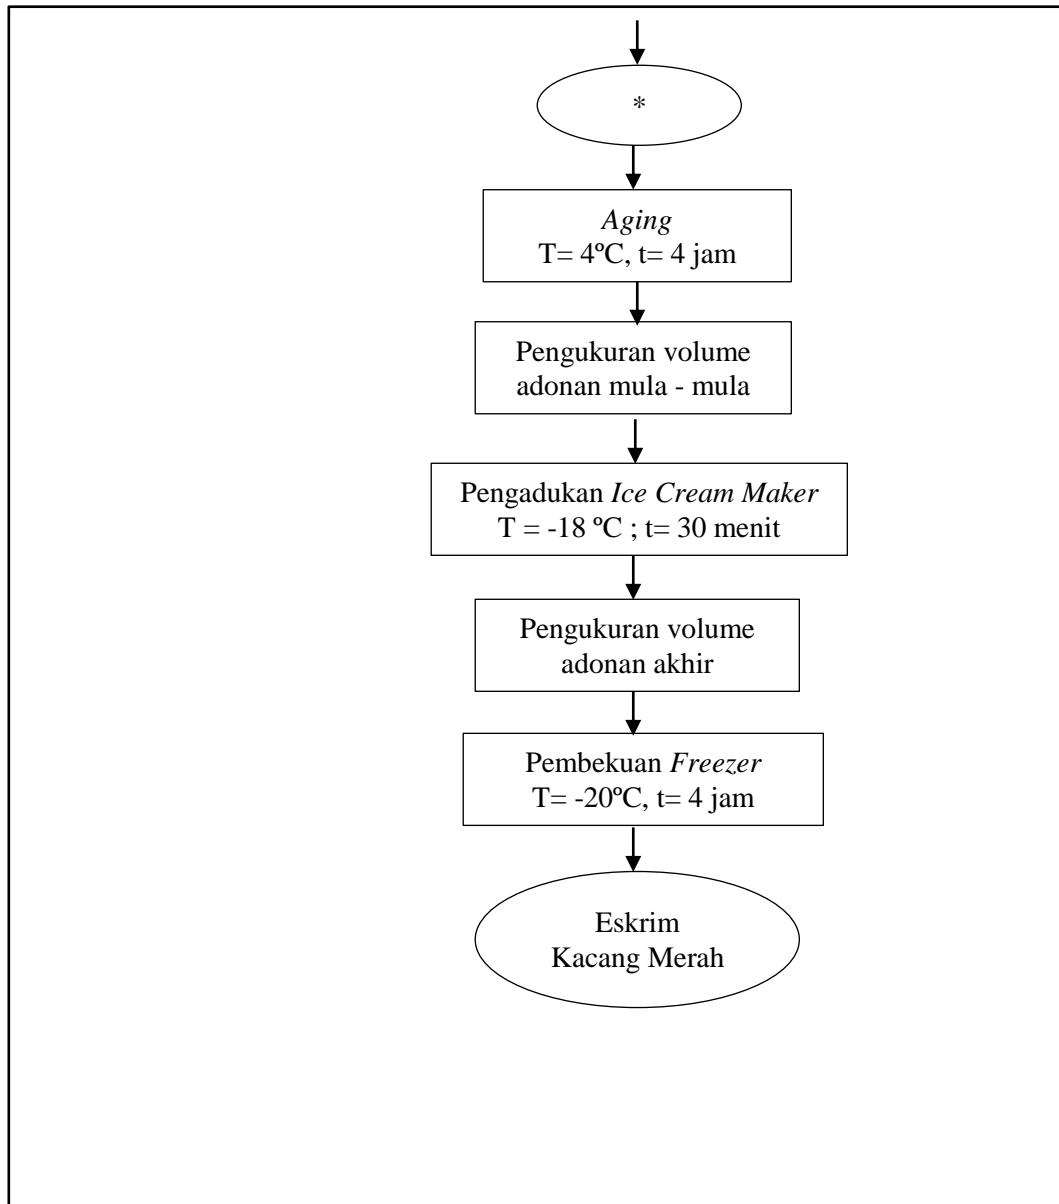 *
Aging
T= 4ºC, t= 4 jam
Pengukuran volume
adonan mula - mula
Pengadukan Ice Cream Maker
T = -18 ºC ; t= 30 menit
Pengukuran volume
adonan akhir
Pembekuan Freezer
T= -20ºC, t= 4 jam
Eskrim
Kacang Merah